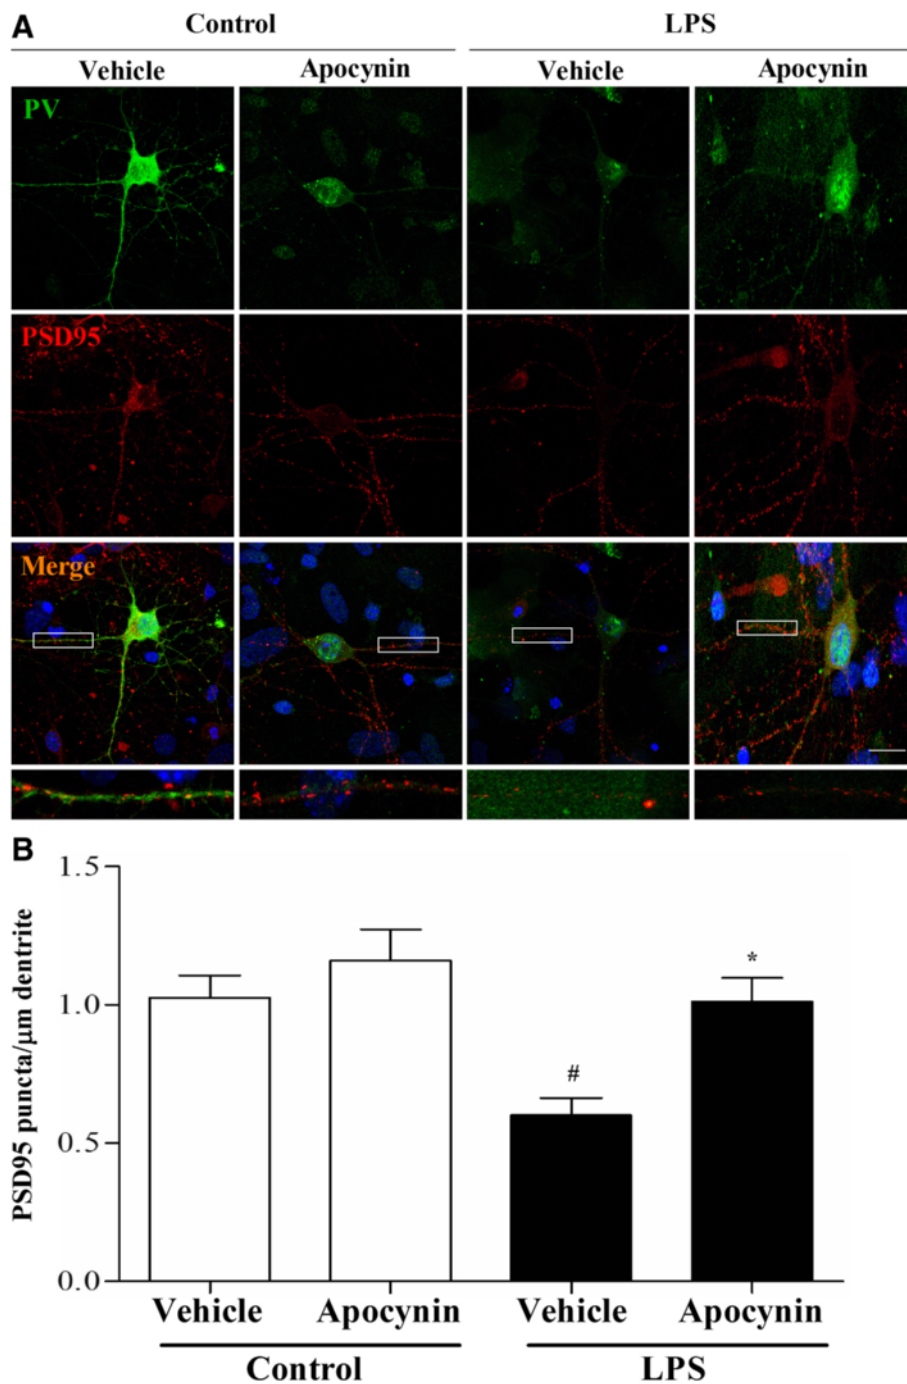 A
Control LPS
Vehicle Apocynin Vehicle Apocynin
PV
PSD95
Merge
B
PSD95 puncta/μm dentrite
1.5
1.0
0.5
0.0
#
*
Vehicle Apocynin Vehicle Apocynin
Control LPS